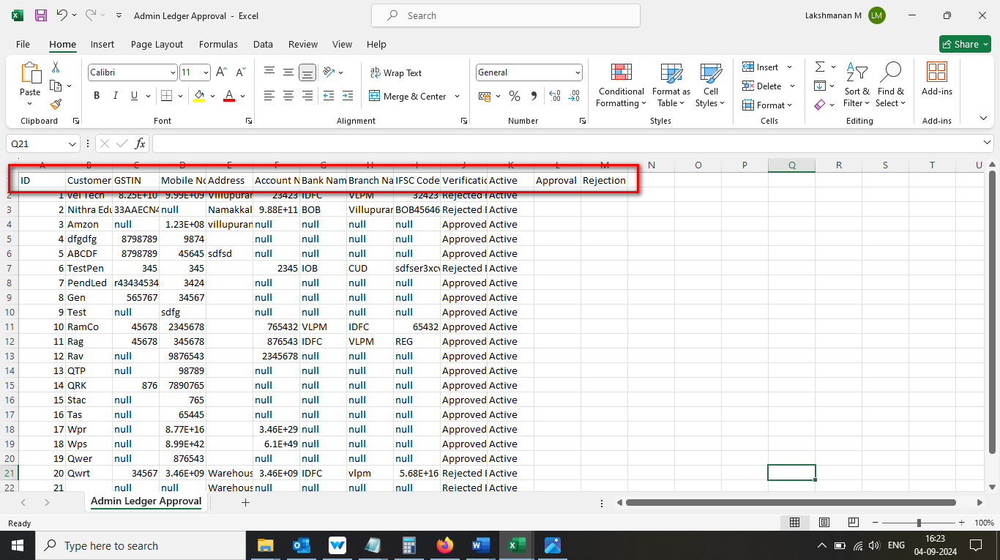 Admin Ledger Approval - Excel
Search
Lakshmanan M
LM
File Home Insert Page Layout Formulas Data Review View Help
Share
Paste
Calibri 11
B I U
Wrap Text
Merge & Center
General
Conditional Formatting
Format as Table
Cell Styles
Insert
Delete
Format
Sort & Filter
Find & Select
Add-ins
Clipboard Font Alignment Number Styles Cells Editing Add-ins
Q21 fx
A B C D E F G H I J K L M N O P Q R S T U
ID Customer GSTIN Mobile No Address Account N Bank Nam Branch Na IFSC Code Verificatio Active Approval Rejection
2 1 Vel Tech 8.25E+10 9.99E+09 Villupuram 23423 IDFC VLPM 32423 Rejected B Active
3 2 Nithra Edu 33AAECN4 null Namakkal 9.88E+11 BOB Villupuram BOB45646 Rejected B Active
4 3 Amzon null 1.23E+08 villupuram null null null null Approved Active
5 4 dfgdfg 8798789 9874 null null null null Approved Active
6 5 ABCDF 8798789 45645 sdfsd null null null null Approved Active
7 6 TestPen 345 345 2345 IOB CUD sdfser3xcv Rejected B Active
8 7 PendLed r43434534 3424 null null null null Approved Active
9 8 Gen 565767 34567 null null null null Approved Active
10 9 Test null sdfg null null null null Approved Active
11 10 RamCo 45678 2345678 765432 VLPM IDFC 65432 Approved Active
12 11 Rag 45678 345678 876543 IDFC VLPM REG Approved Active
13 12 Rav null 9876543 2345678 null null null Approved Active
14 13 QTP null 98789 null null null null Approved Active
15 14 QRK 876 7890765 null null null null Approved Active
16 15 Stac null 765 null null null null Approved Active
17 16 Tas null 65445 null null null null Approved Active
18 17 Wpr null 8.77E+16 3.46E+29 null null null Approved Active
19 18 Wps null 8.99E+42 6.1E+49 null null null Approved Active
20 19 Qwer null 876543 null null null null Approved Active
21 20 Qwrt 34567 3.46E+09 Warehous 3.46E+09 IDFC vlpm 5.68E+16 Rejected B Active
22 21 null null Warehous null null null null Rejected B Active
Admin Ledger Approval
Ready
100%
Type here to search
ENG
16:23
04-09-2024